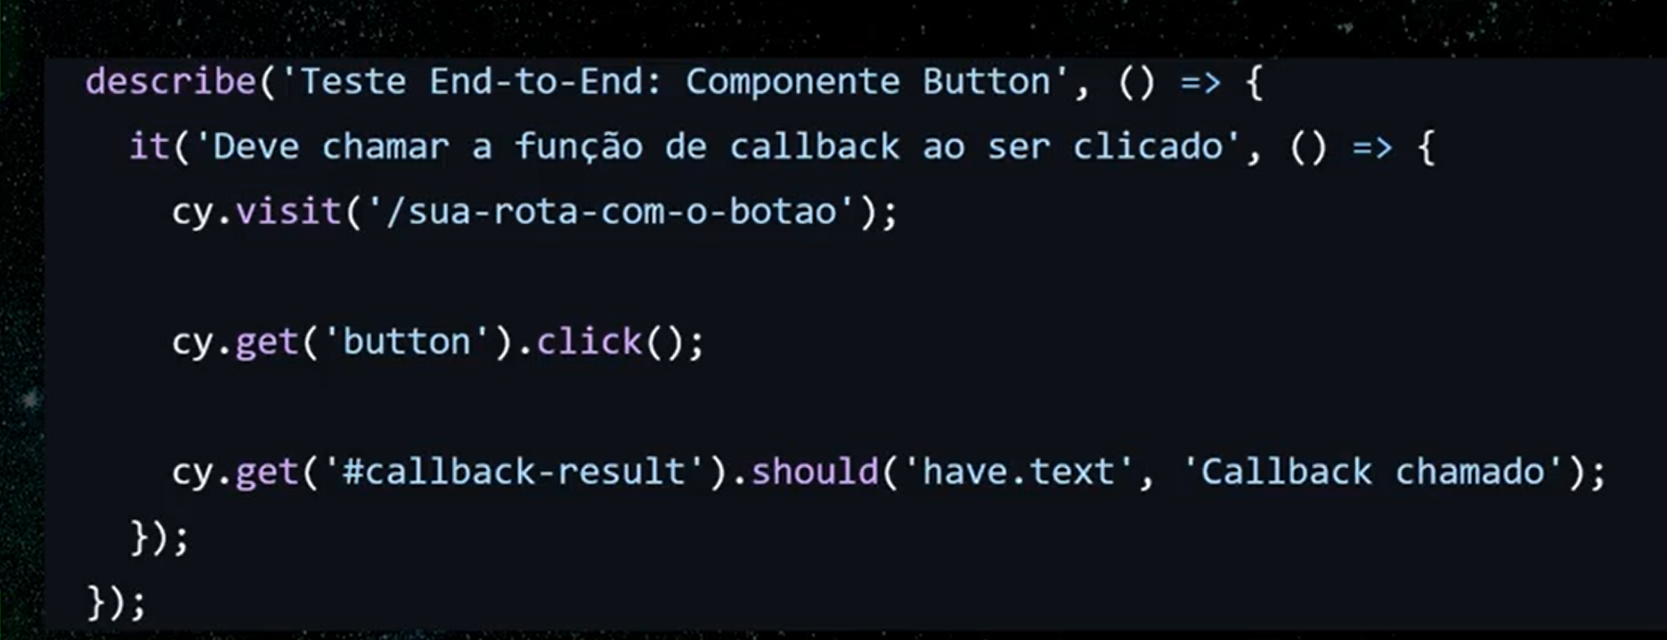 describe('Teste End-to-End: Componente Button', () => {
it('Deve chamar a função de callback ao ser clicado', () => {
cy.visit('/sua-rota-com-o-botao');
cy.get('button').click();
cy.get('#callback-result').should('have.text', 'Callback chamado');
});
});